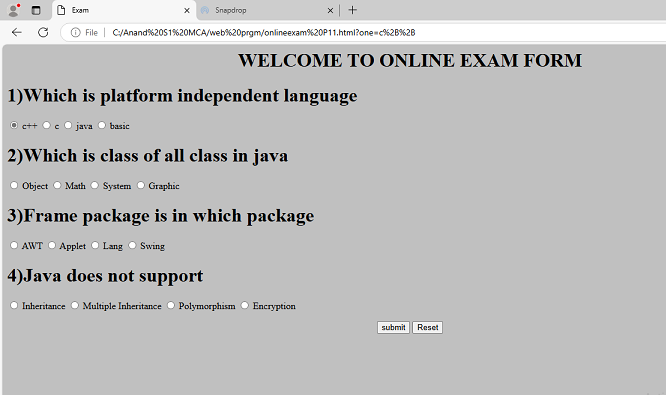 Exam
Snapdrop
File
C:/Anand%20S1%20MCA/web%20prgm/onlineexam%20P11.html?one=c%2B%2B
WELCOME TO ONLINE EXAM FORM
1)Which is platform independent language
c++ c java basic
2)Which is class of all class in java
Object Math System Graphic
3)Frame package is in which package
AWT Applet Lang Swing
4)Java does not support
Inheritance Multiple Inheritance Polymorphism Encryption
submit Reset